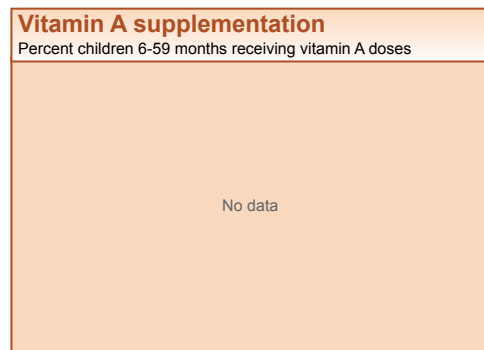 Vitamin A supplementation
Percent children 6-59 months receiving vitamin A doses
No data